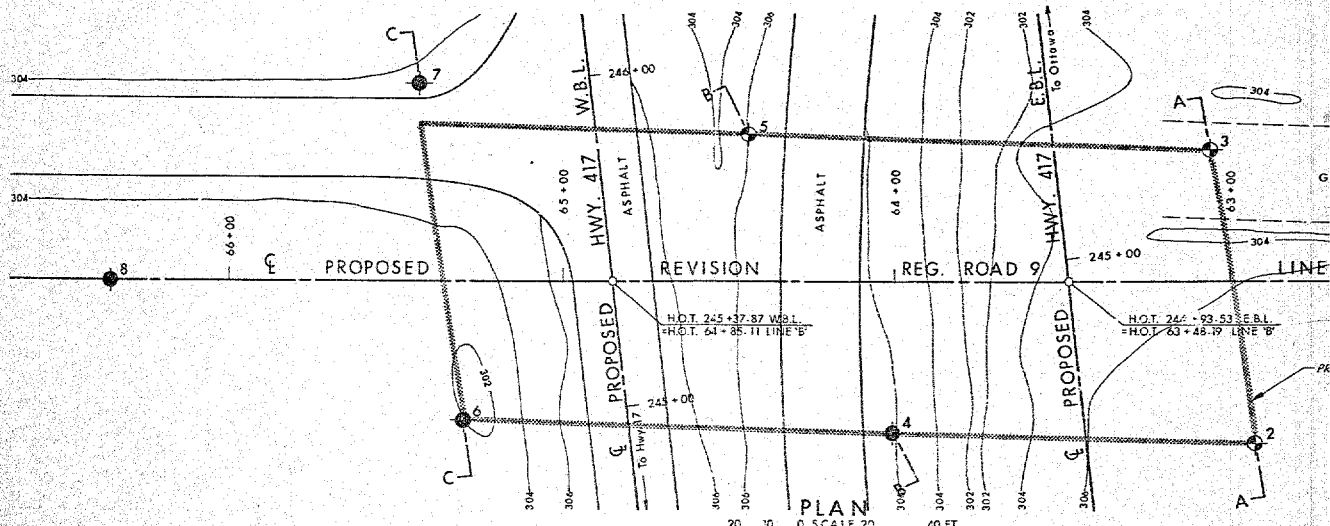 304
306
304
306
304
302
304
302
304
C
7
304
246+00
W.B.L.
E.B.L.
To Ottawa
B
5
A
304
3
HWY. 417
ASPHALT
65+00
ASPHALT
64+00
HWY. 417
63+00
G
304
66+00
304
8
℄ PROPOSED REVISION REG. ROAD 9 LINE
245+00
H.O.T. 245+37·87 W.B.L.
=H.O.T. 64+85·11 LINE 'B'
H.O.T. 244+93·53 E.B.L.
=H.O.T. 63+48·19 LINE 'B'
302
PROPOSED
PROPOSED
245+00
6
4
2
℄
To Hwy. 17
℄
C
B
A
304
306
306
306
304
302
302
304
306
PLAN
SCALE 20
40 FT.